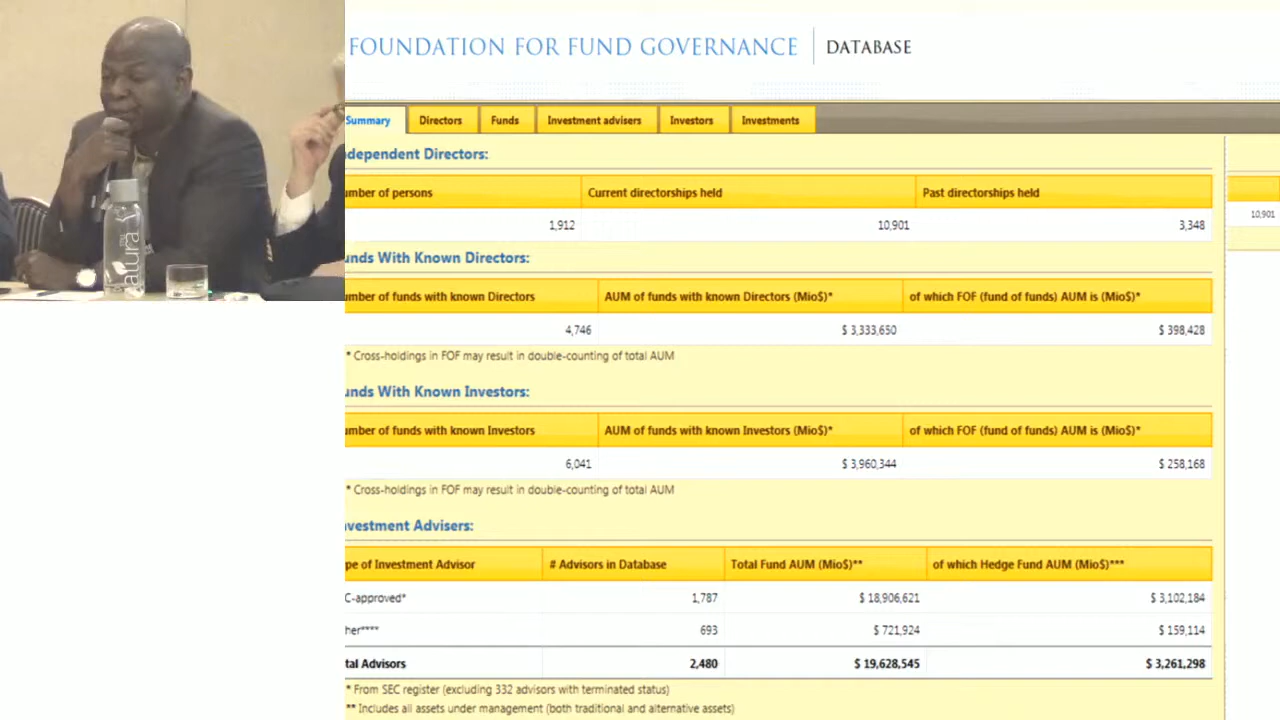 FOUNDATION FOR FUND GOVERNANCE | DATABASE
Summary Directors Funds Investment advisers Investors Investments
dependent Directors:
umber of persons Current directorships held Past directorships held
1,912 10,901 3,348
10,901
unds With Known Directors:
umber of funds with known Directors AUM of funds with known Directors (Mio$)* of which FOF (fund of funds) AUM is (Mio$)*
4,746 $ 3,333,650 $ 398,428
* Cross-holdings in FOF may result in double-counting of total AUM
unds With Known Investors:
umber of funds with known Investors AUM of funds with known Investors (Mio$)* of which FOF (fund of funds) AUM is (Mio$)*
6,041 $ 3,960,344 $ 258,168
* Cross-holdings in FOF may result in double-counting of total AUM
vestment Advisers:
pe of Investment Advisor # Advisors in Database Total Fund AUM (Mio$)** of which Hedge Fund AUM (Mio$)***
C-approved* 1,787 $ 18,906,621 $ 3,102,184
her**** 693 $ 721,924 $ 159,114
tal Advisors 2,480 $ 19,628,545 $ 3,261,298
* From SEC register (excluding 332 advisors with terminated status)
** Includes all assets under management (both traditional and alternative assets)